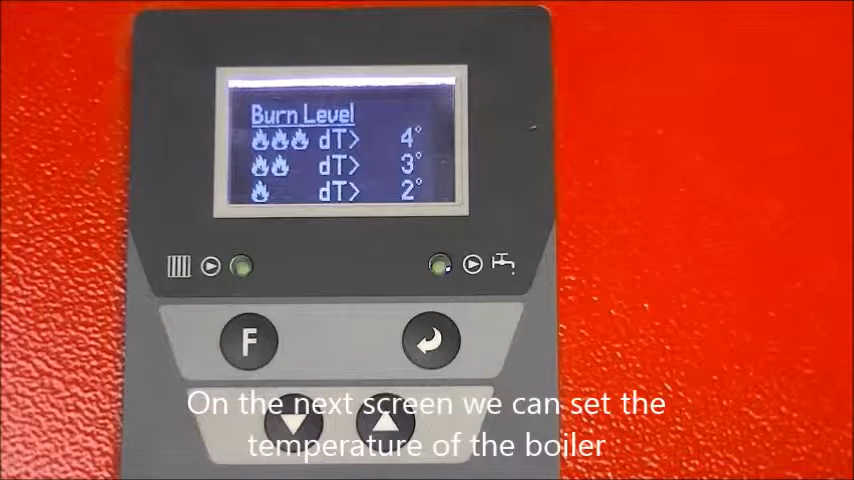 Burn Level
dT> 4°
dT> 3°
dT> 2°
F
On the next screen we can set the
temperature of the boiler